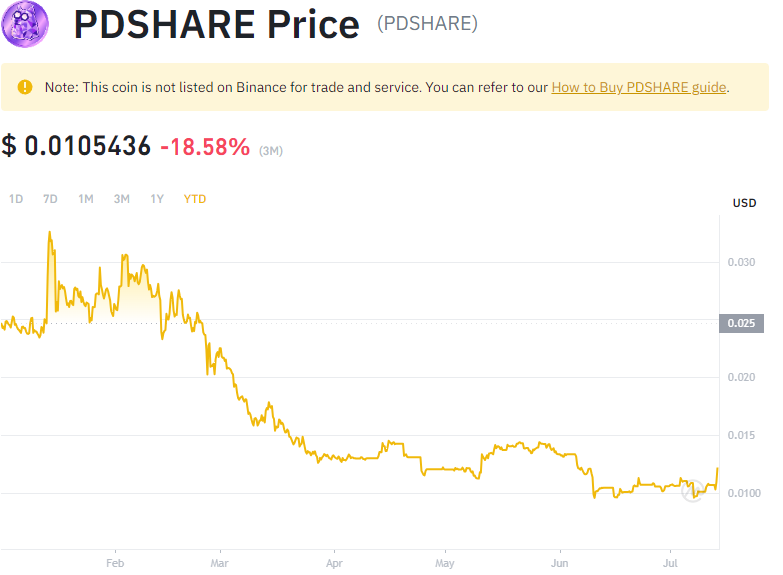 PDSHARE Price (PDSHARE)
Note: This coin is not listed on Binance for trade and service. You can refer to our How to Buy PDSHARE guide.
$ 0.0105436 -18.58% (3M)
1D 7D 1M 3M 1Y YTD
USD
0.030
0.025
0.020
0.015
0.0100
Feb Mar Apr May Jun Jul